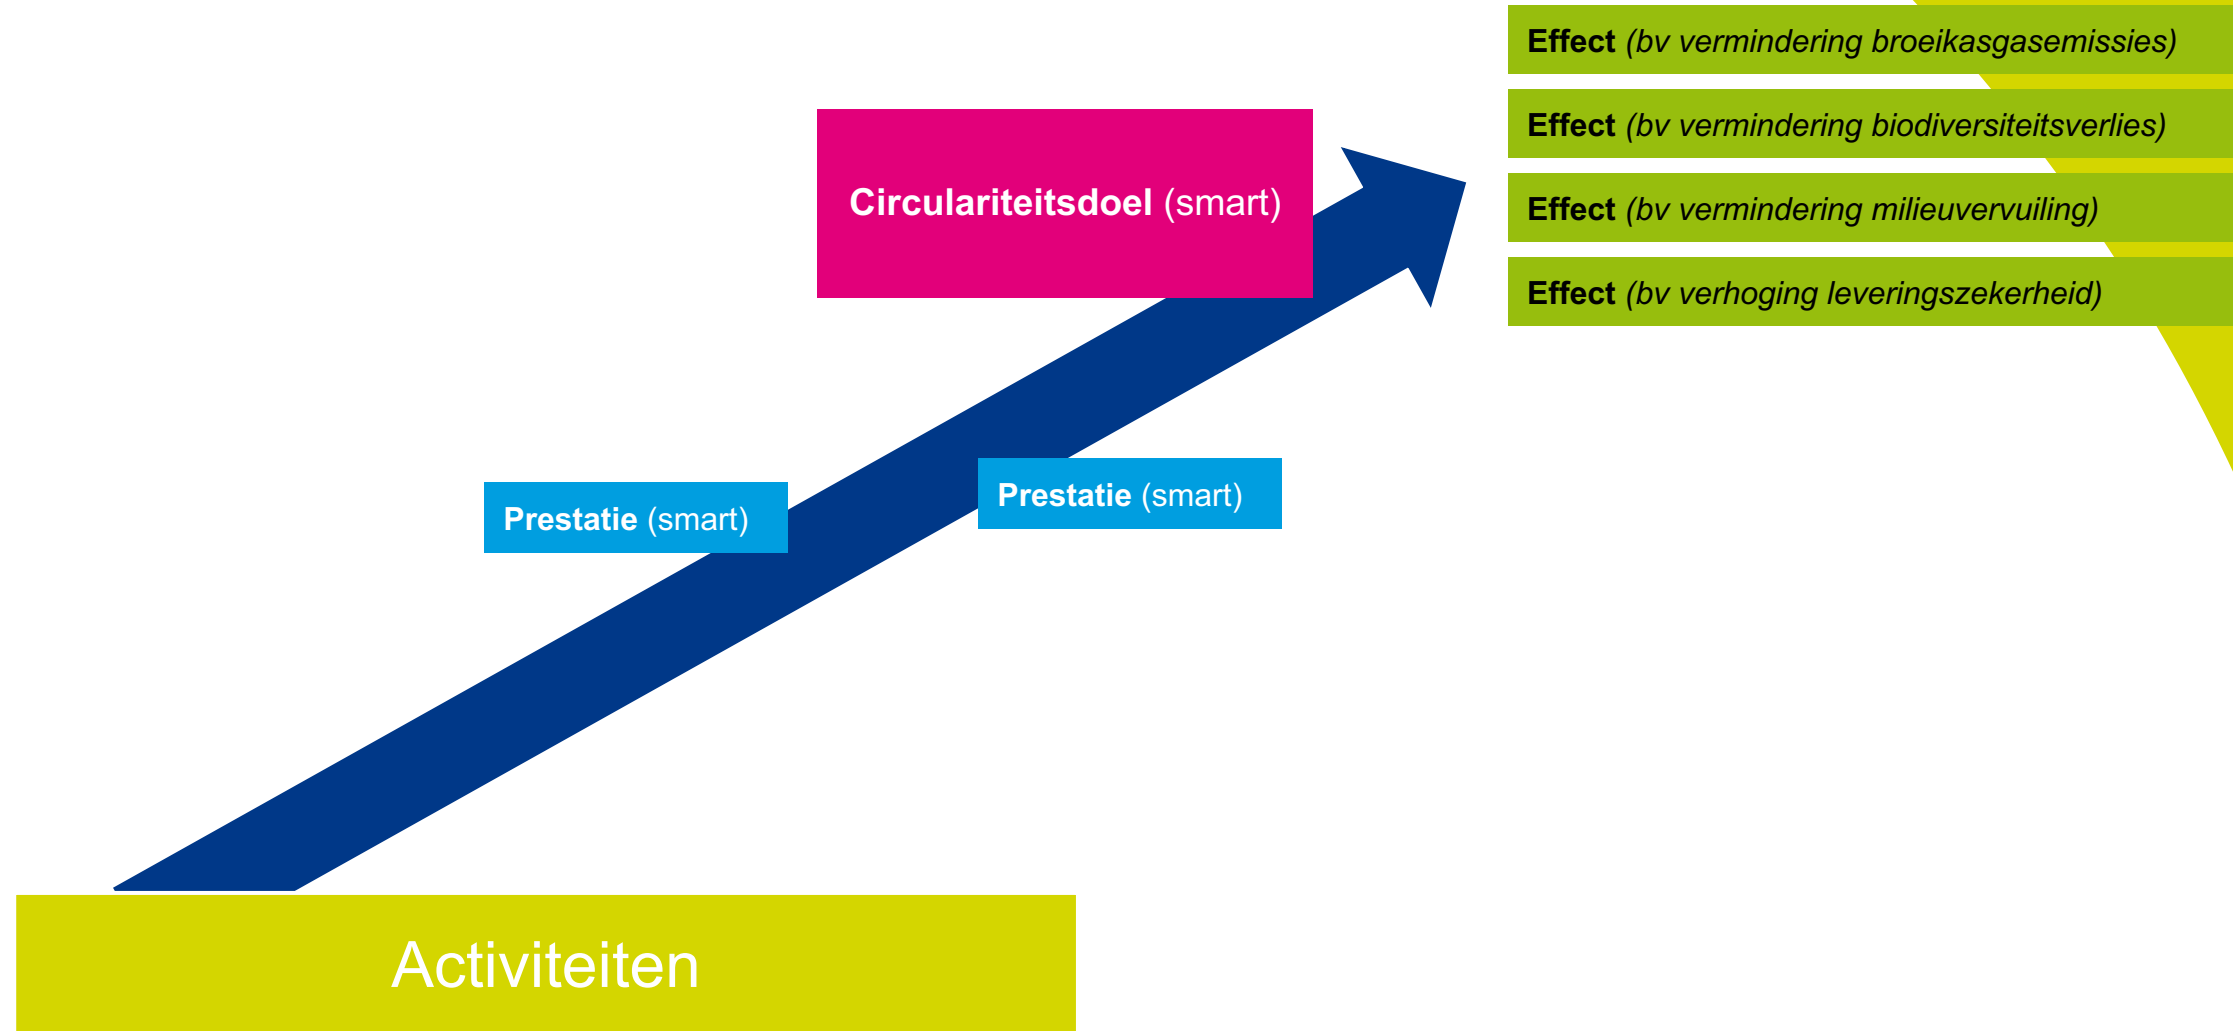 Effect (bv vermindering broeikasgasemissies)
Effect (bv vermindering biodiversiteitsverlies)
Effect (bv vermindering milieuvervuiling)
Effect (bv verhoging leveringszekerheid)
Circulariteitsdoel (smart)
Prestatie (smart)
Prestatie (smart)
Activiteiten